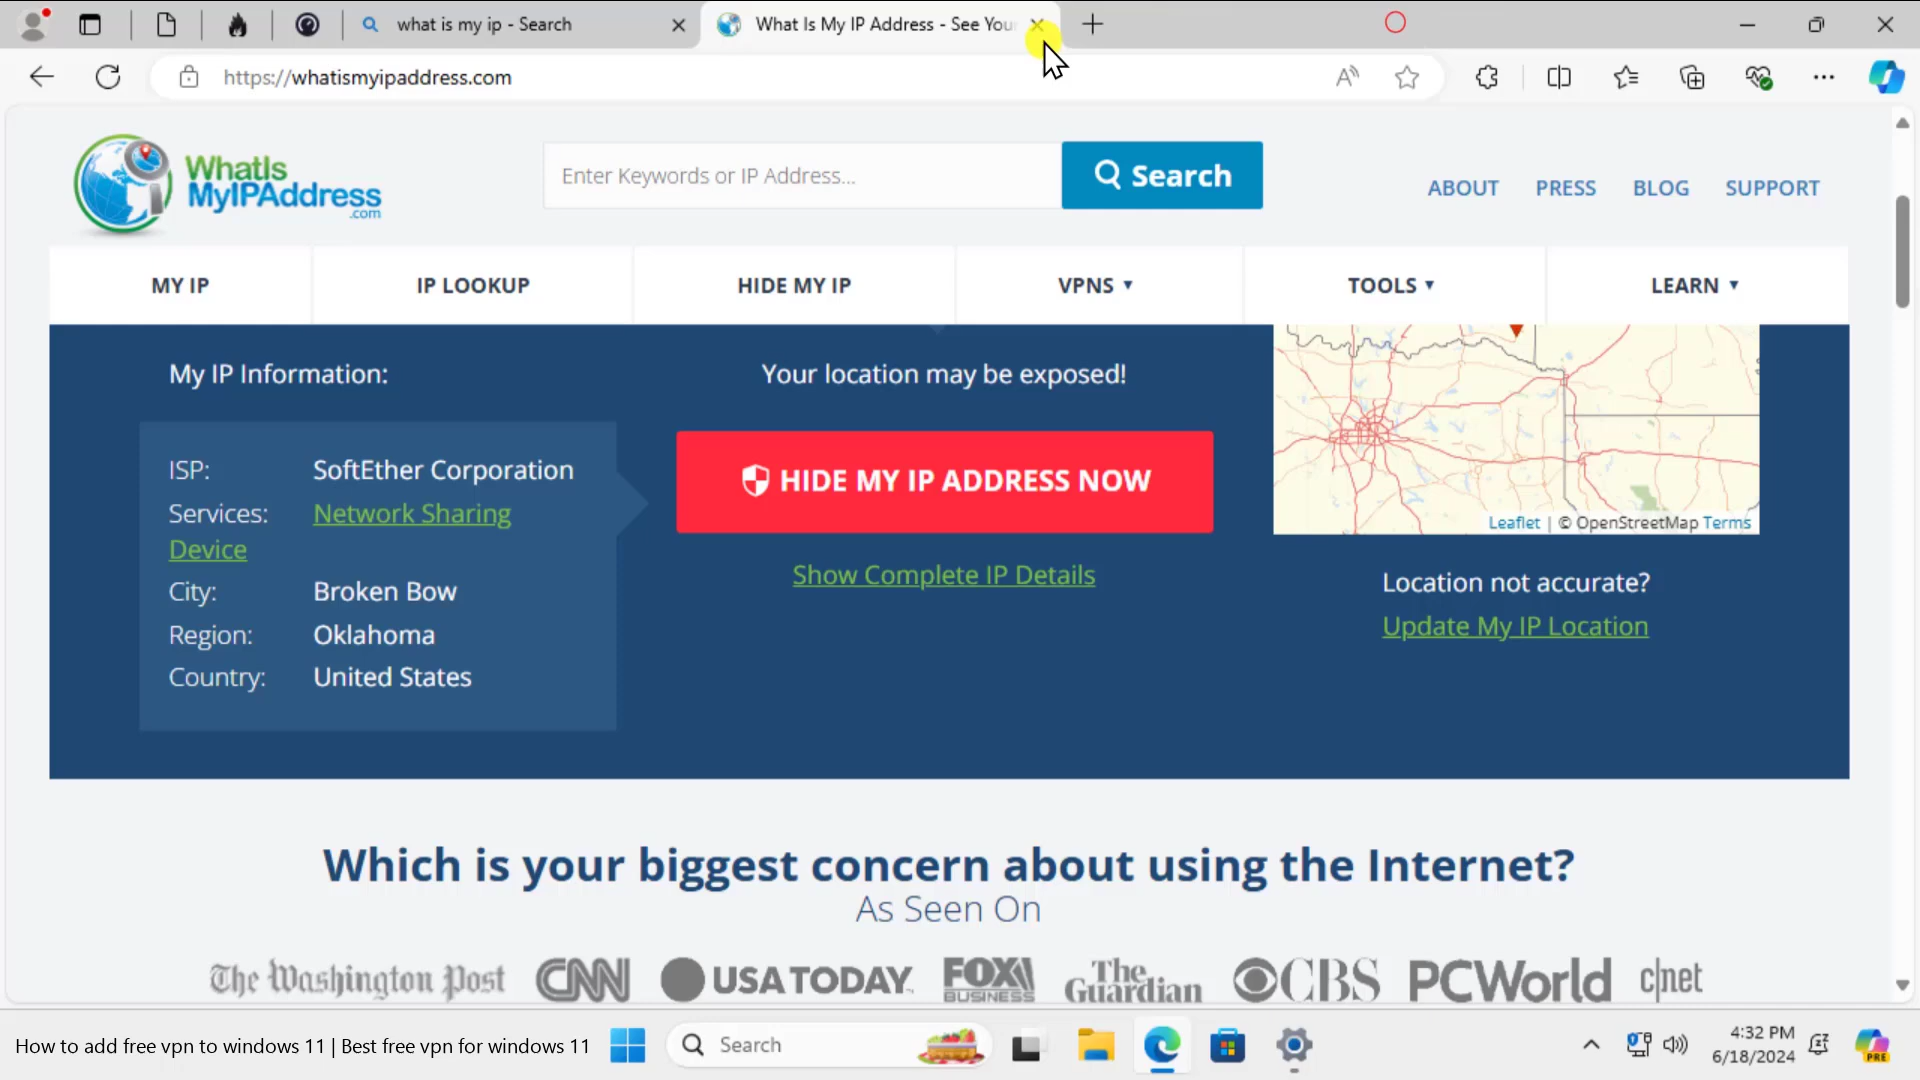 what is my ip - Search
What Is My IP Address - See You
https://whatismyipaddress.com
WhatIs
MyIPAddress
.com
Enter Keywords or IP Address...
Search
ABOUT PRESS BLOG SUPPORT
MY IP IP LOOKUP HIDE MY IP VPNS ▼ TOOLS ▼ LEARN ▼
My IP Information:
Your location may be exposed!
ISP: SoftEther Corporation
Services: Network Sharing
Device
City: Broken Bow
Region: Oklahoma
Country: United States
HIDE MY IP ADDRESS NOW
Show Complete IP Details
Leaflet | © OpenStreetMap Terms
Location not accurate?
Update My IP Location
Which is your biggest concern about using the Internet?
As Seen On
The Washington Post CNN USA TODAY FOX BUSINESS The Guardian CBS PCWorld c|net
How to add free vpn to windows 11 | Best free vpn for windows 11
Search
4:32 PM
6/18/2024
PRE